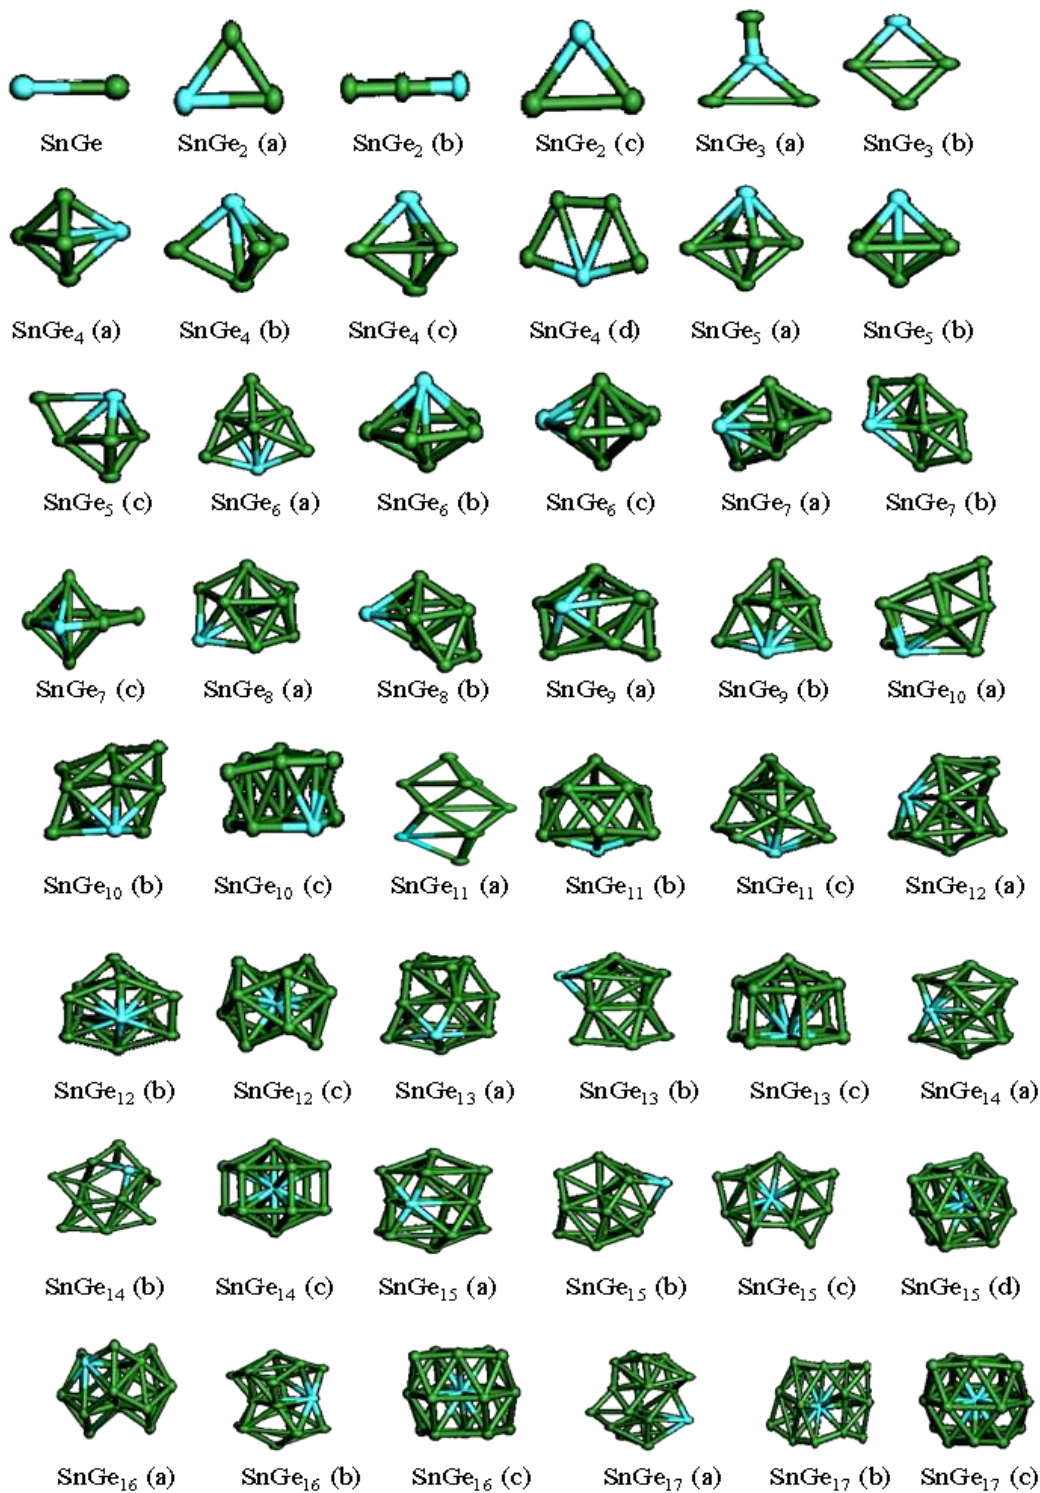 SnGe SnGe₂ (a) SnGe₂ (b) SnGe₂ (c) SnGe₃ (a) SnGe₃ (b)
SnGe₄ (a) SnGe₄ (b) SnGe₄ (c) SnGe₄ (d) SnGe₅ (a) SnGe₅ (b)
SnGe₅ (c) SnGe₆ (a) SnGe₆ (b) SnGe₆ (c) SnGe₇ (a) SnGe₇ (b)
SnGe₇ (c) SnGe₈ (a) SnGe₈ (b) SnGe₉ (a) SnGe₉ (b) SnGe₁₀ (a)
SnGe₁₀ (b) SnGe₁₀ (c) SnGe₁₁ (a) SnGe₁₁ (b) SnGe₁₁ (c) SnGe₁₂ (a)
SnGe₁₂ (b) SnGe₁₂ (c) SnGe₁₃ (a) SnGe₁₃ (b) SnGe₁₃ (c) SnGe₁₄ (a)
SnGe₁₄ (b) SnGe₁₄ (c) SnGe₁₅ (a) SnGe₁₅ (b) SnGe₁₅ (c) SnGe₁₅ (d)
SnGe₁₆ (a) SnGe₁₆ (b) SnGe₁₆ (c) SnGe₁₇ (a) SnGe₁₇ (b) SnGe₁₇ (c)